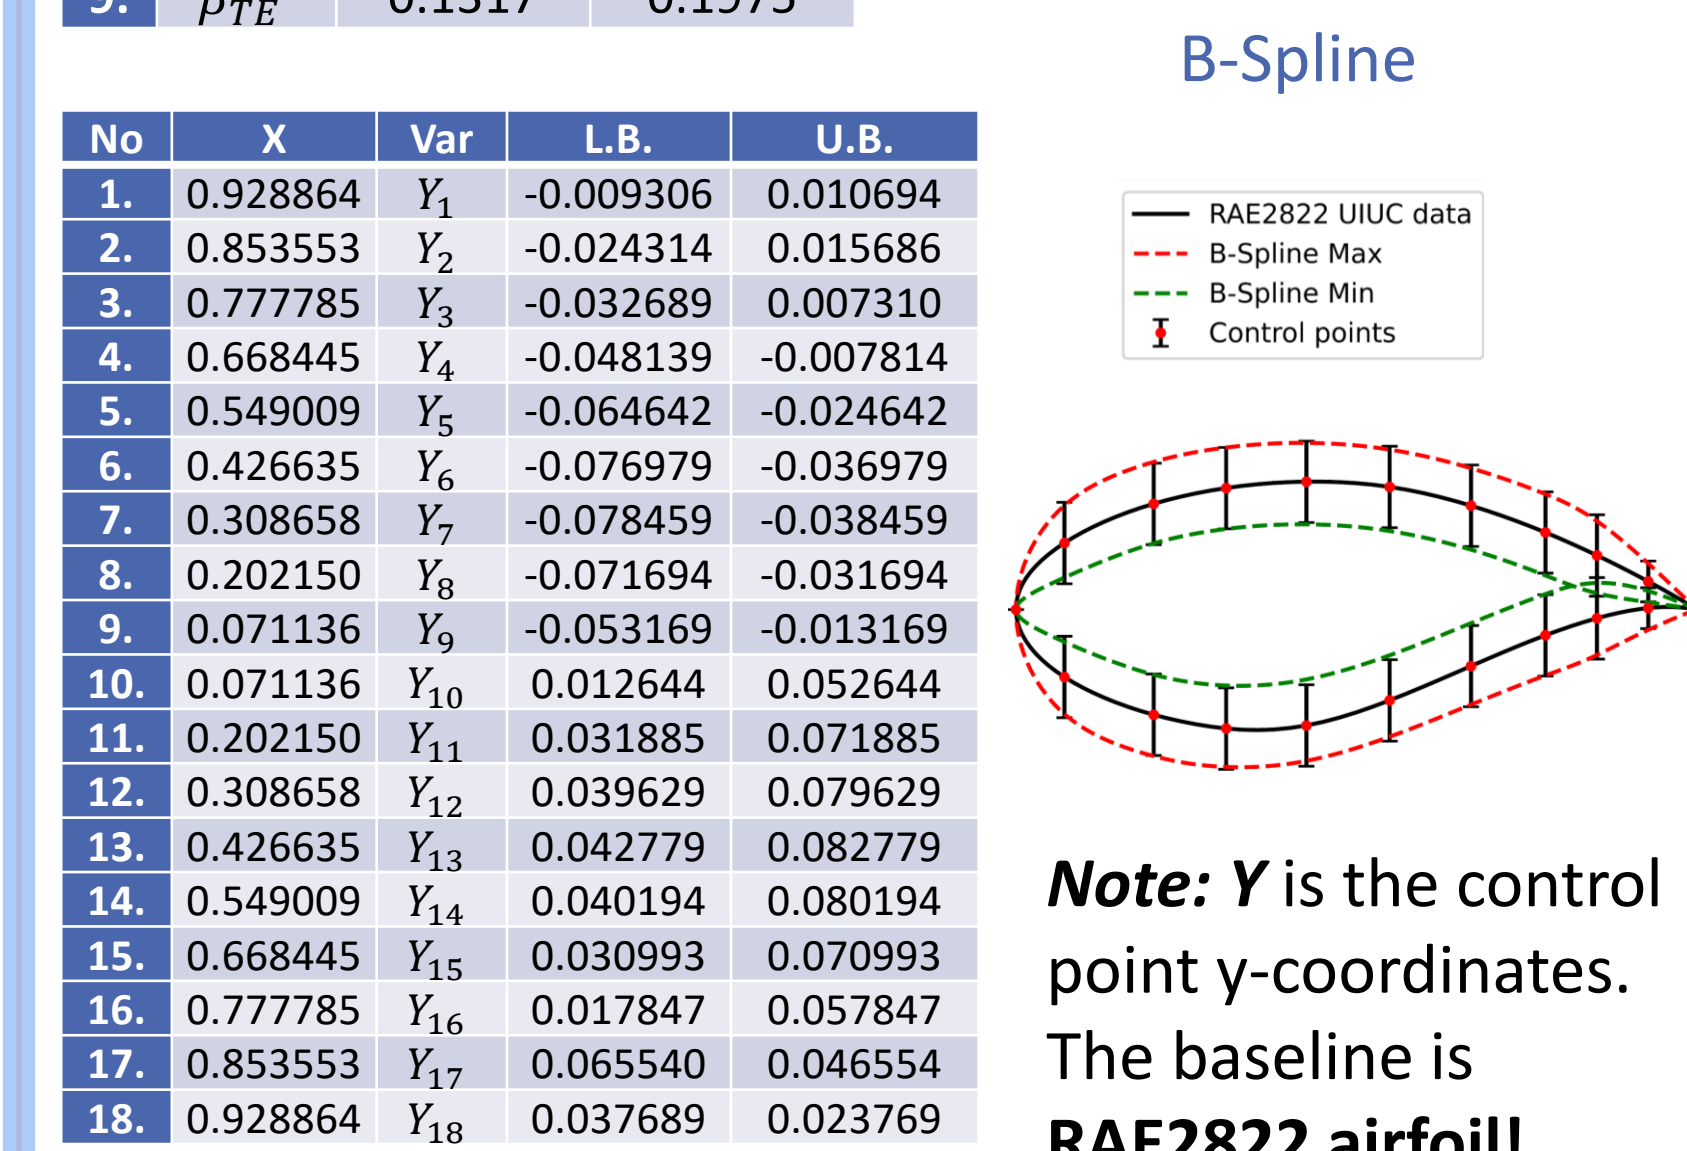 9. ρTE 0.1317 0.1975
B-Spline
No X Var L.B. U.B.
1. 0.928864 Y1 -0.009306 0.010694
2. 0.853553 Y2 -0.024314 0.015686
3. 0.777785 Y3 -0.032689 0.007310
4. 0.668445 Y4 -0.048139 -0.007814
5. 0.549009 Y5 -0.064642 -0.024642
6. 0.426635 Y6 -0.076979 -0.036979
7. 0.308658 Y7 -0.078459 -0.038459
8. 0.202150 Y8 -0.071694 -0.031694
9. 0.071136 Y9 -0.053169 -0.013169
10. 0.071136 Y10 0.012644 0.052644
11. 0.202150 Y11 0.031885 0.071885
12. 0.308658 Y12 0.039629 0.079629
13. 0.426635 Y13 0.042779 0.082779
14. 0.549009 Y14 0.040194 0.080194
15. 0.668445 Y15 0.030993 0.070993
16. 0.777785 Y16 0.017847 0.057847
17. 0.853553 Y17 0.065540 0.046554
18. 0.928864 Y18 0.037689 0.023769
RAE2822 UIUC data
B-Spline Max
B-Spline Min
Control points
Note: Y is the control
point y-coordinates.
The baseline is
RAE2822 airfoil!